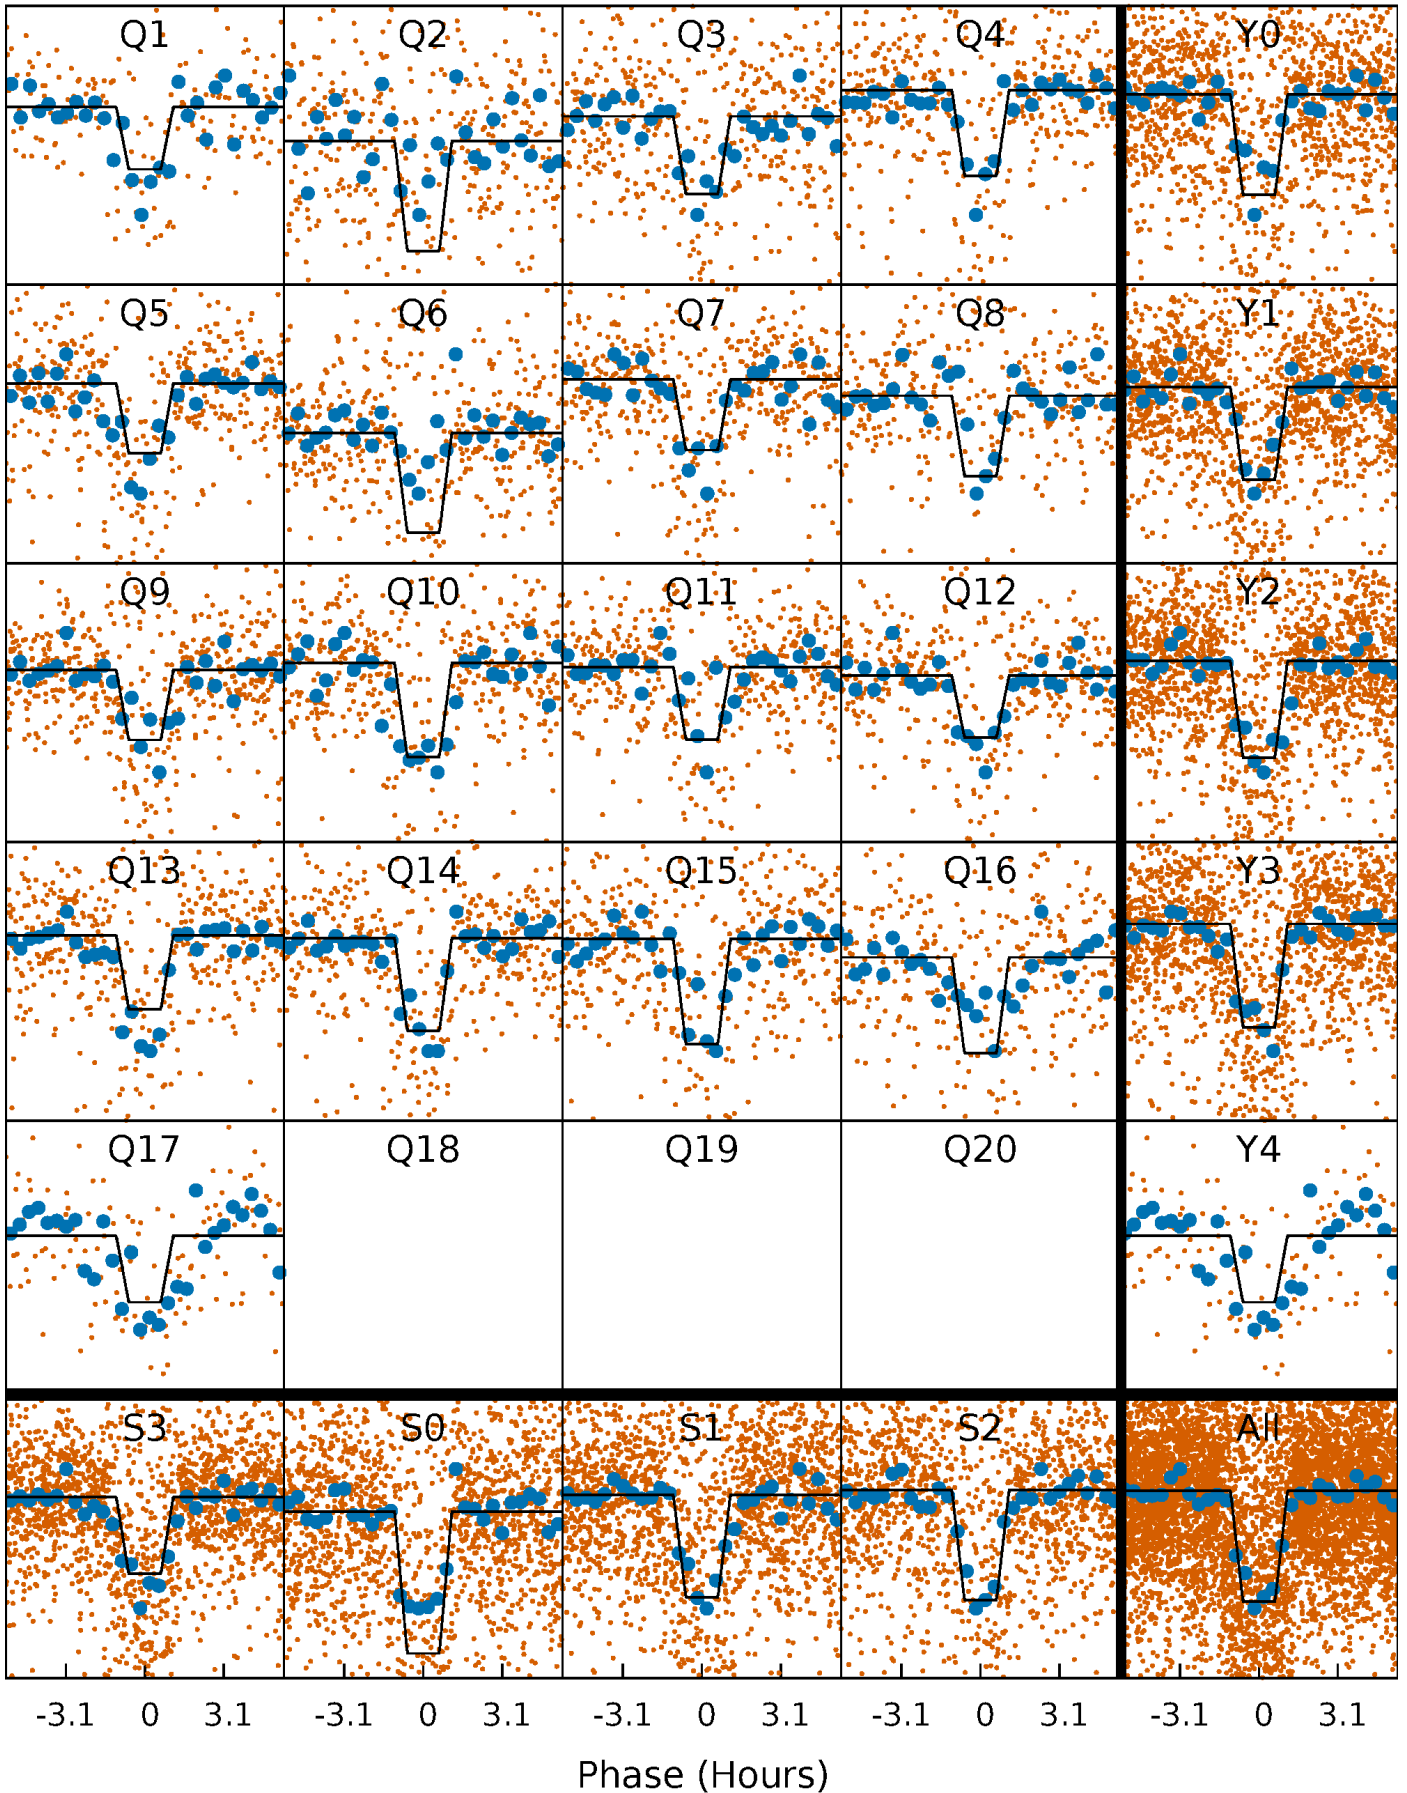 Q1 Q2 Q3 Q4 Y0
Q5 Q6 Q7 Q8 Y1
Q9 Q10 Q11 Q12 Y2
Q13 Q14 Q15 Q16 Y3
Q17 Q18 Q19 Q20 Y4
S3 S0 S1 S2 All
-3.1 0 3.1 -3.1 0 3.1 -3.1 0 3.1 -3.1 0 3.1 -3.1 0 3.1
Phase (Hours)